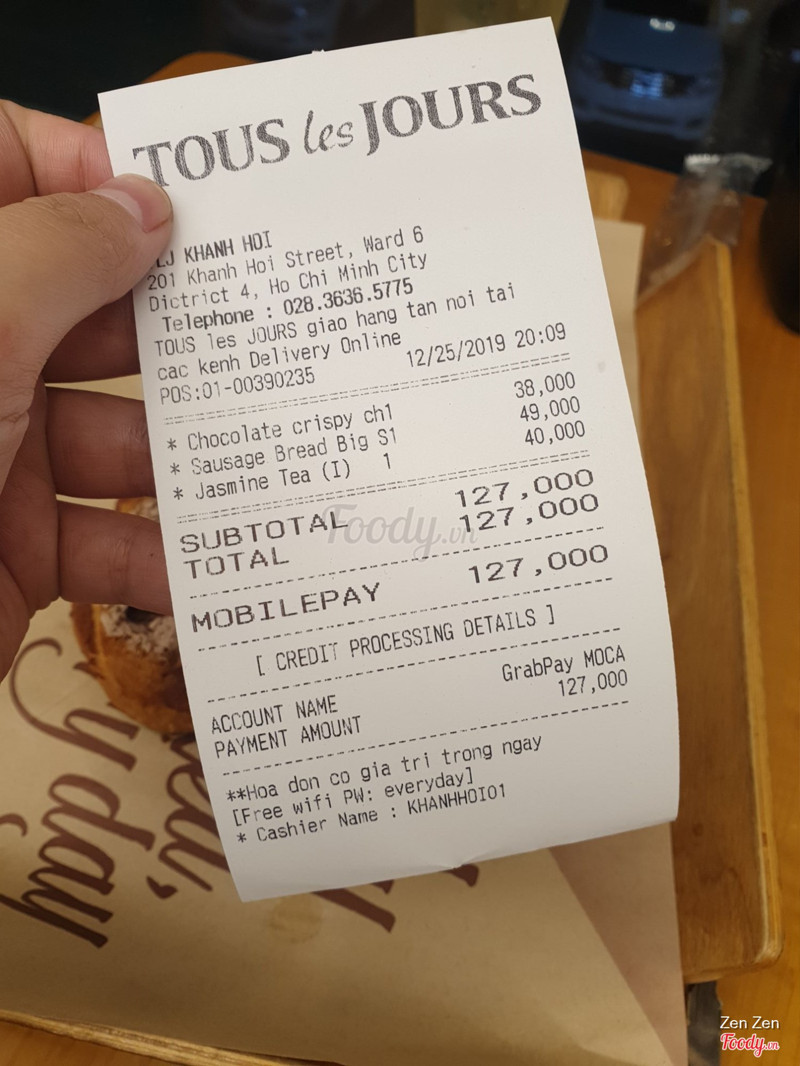 TOUS les JOURS
LJ KHANH HOI
201 Khanh Hoi Street, Ward 6
Dictrict 4, Ho Chi Minh City
Telephone : 028.3636.5775
TOUS les JOURS giao hang tan noi tai
cac kenh Delivery Online
POS:01-00390235 12/25/2019 20:09
* Chocolate crispy ch1 38,000
* Sausage Bread Big S1 49,000
* Jasmine Tea (I) 1 40,000
SUBTOTAL 127,000
TOTAL 127,000
MOBILEPAY 127,000
[ CREDIT PROCESSING DETAILS ]
ACCOUNT NAME GrabPay MOCA
PAYMENT AMOUNT 127,000
**Hoa don co gia tri trong ngay
[Free wifi PW: everyday]
* Cashier Name : KHANHHOI01
Foody.vn
y day
Zen Zen
Foody.vn